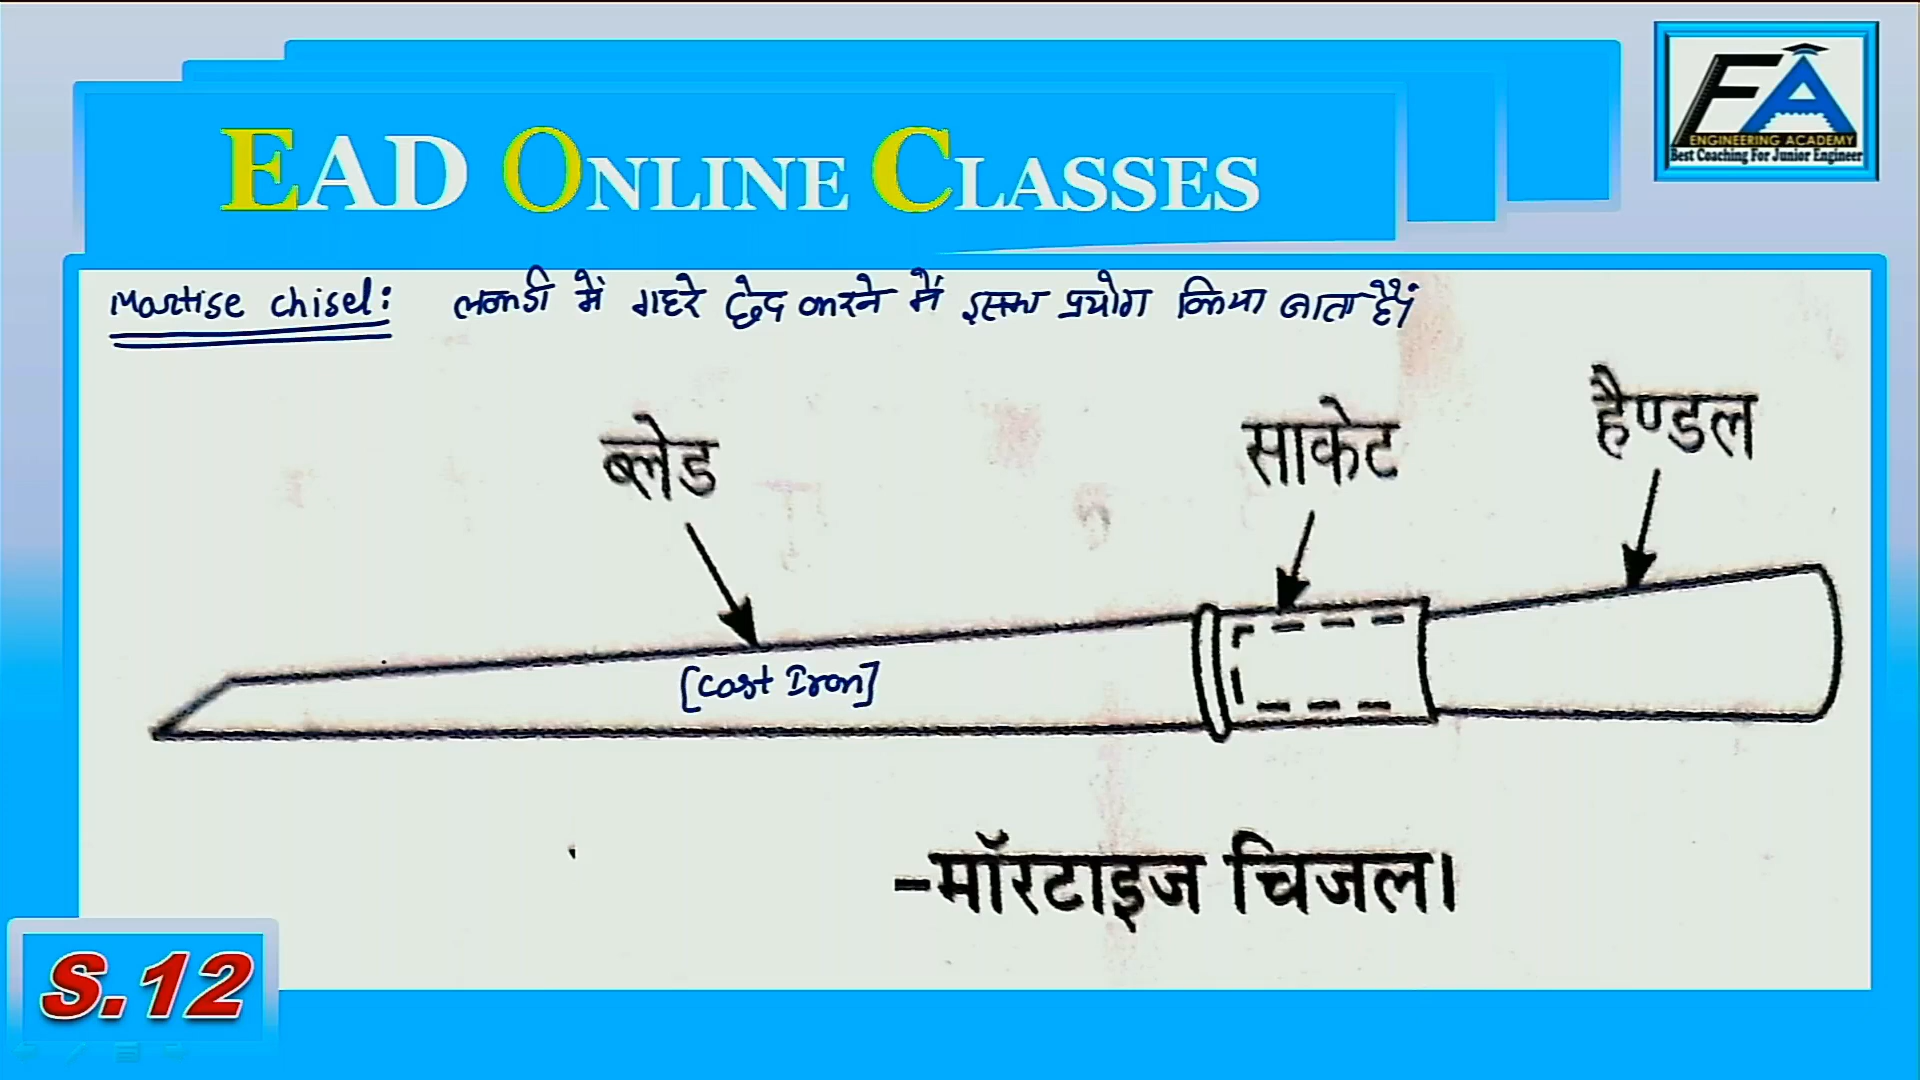 EAD ONLINE CLASSES
FA
ENGINEERING ACADEMY
Best Coaching For Junior Engineer
Mortise chisel: लकडी में गहरे छेद करने में इसका प्रयोग किया जाता है।
ब्लेड
साकेट
हैण्डल
[Cast Iron]
–मॉरटाइज चिजल।
S.12